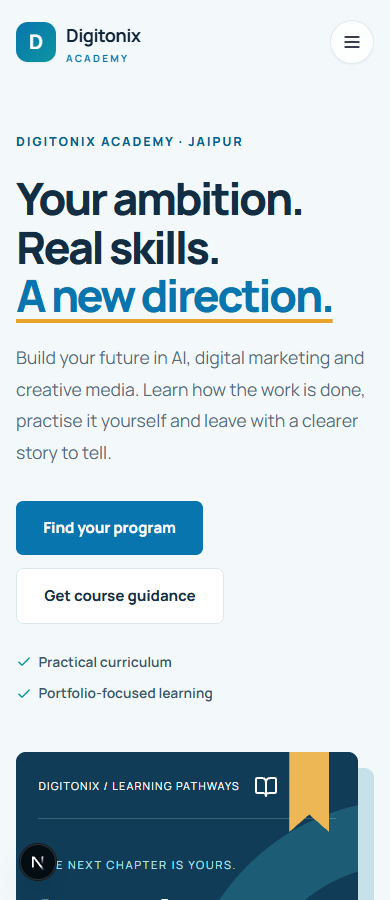 D
Digitonix
ACADEMY
DIGITONIX ACADEMY · JAIPUR
Your ambition.
Real skills.
A new direction.
Build your future in AI, digital marketing and
creative media. Learn how the work is done,
practise it yourself and leave with a clearer
story to tell.
Find your program
Get course guidance
Practical curriculum
Portfolio-focused learning
DIGITONIX / LEARNING PATHWAYS
N
NEXT CHAPTER IS YOURS.